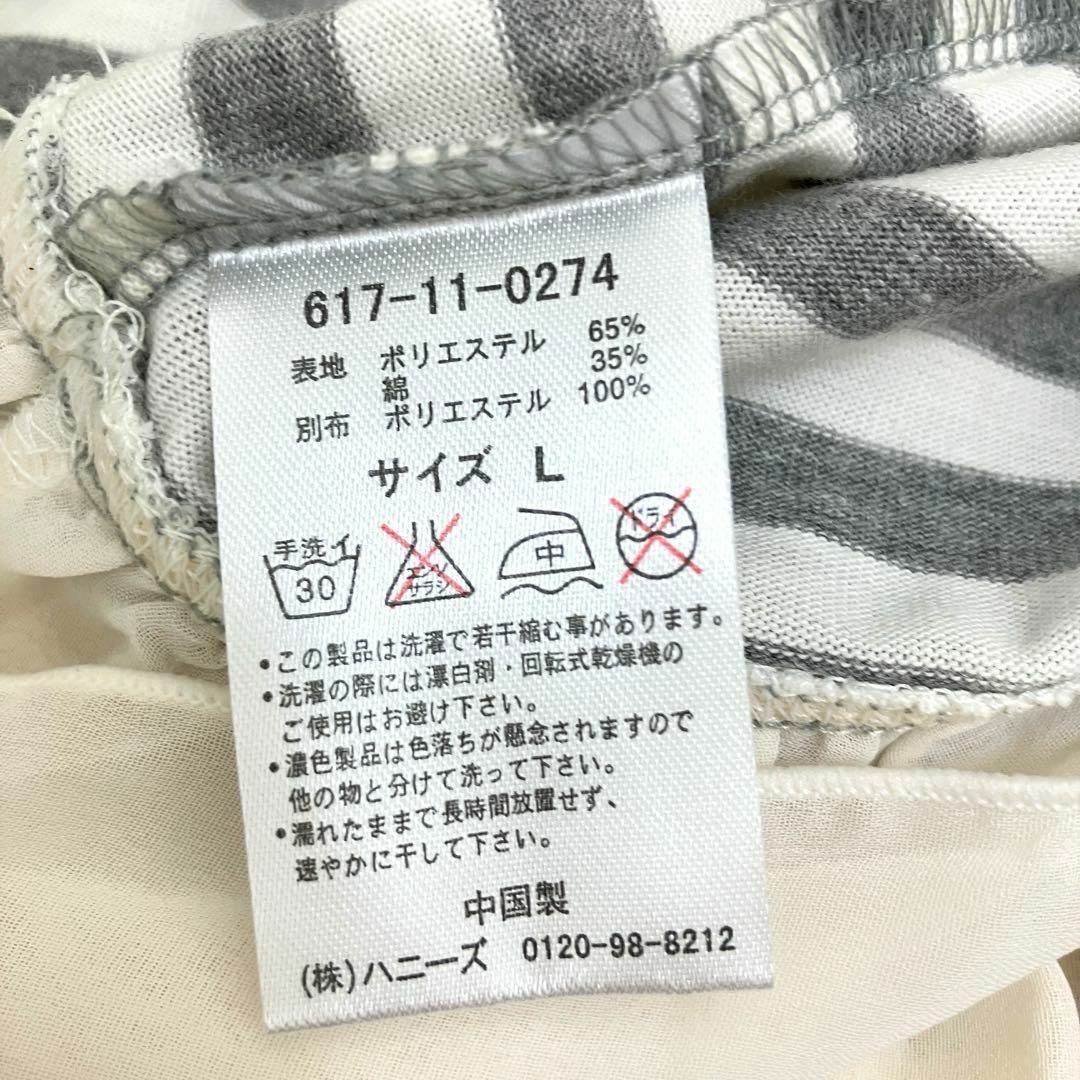 617-11-0274
表地 ポリエステル 65%
綿 35%
別布 ポリエステル 100%
サイズ L
手洗イ 30 エンソサラシ 中 ドライ
・この製品は洗濯で若干縮む事があります。
・洗濯の際には漂白剤・回転式乾燥機の
ご使用はお避け下さい。
・濃色製品は色落ちが懸念されますので
他の物と分けて洗って下さい。
・濡れたままで長時間放置せず、
速やかに干して下さい。
中国製
(株)ハニーズ 0120-98-8212